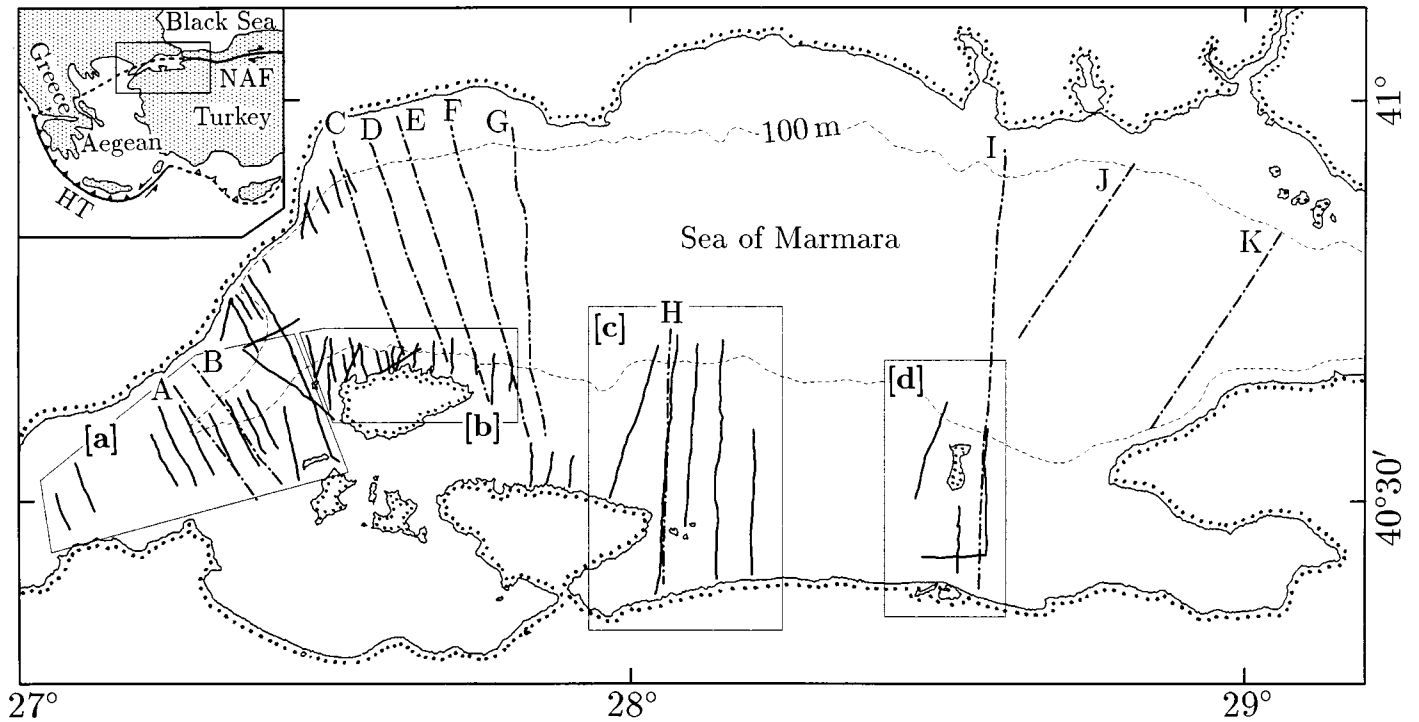 Black Sea
Greece
NAF
Turkey
Aegean
HT
41°
C
D
E
F
G
100 m
I
J
K
Sea of Marmara
H
[c]
B
A
[d]
[a]
[b]
40°30′
27°
28°
29°